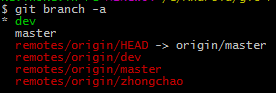 $ git branch -a
* dev
master
remotes/origin/HEAD -> origin/master
remotes/origin/dev
remotes/origin/master
remotes/origin/zhongchao